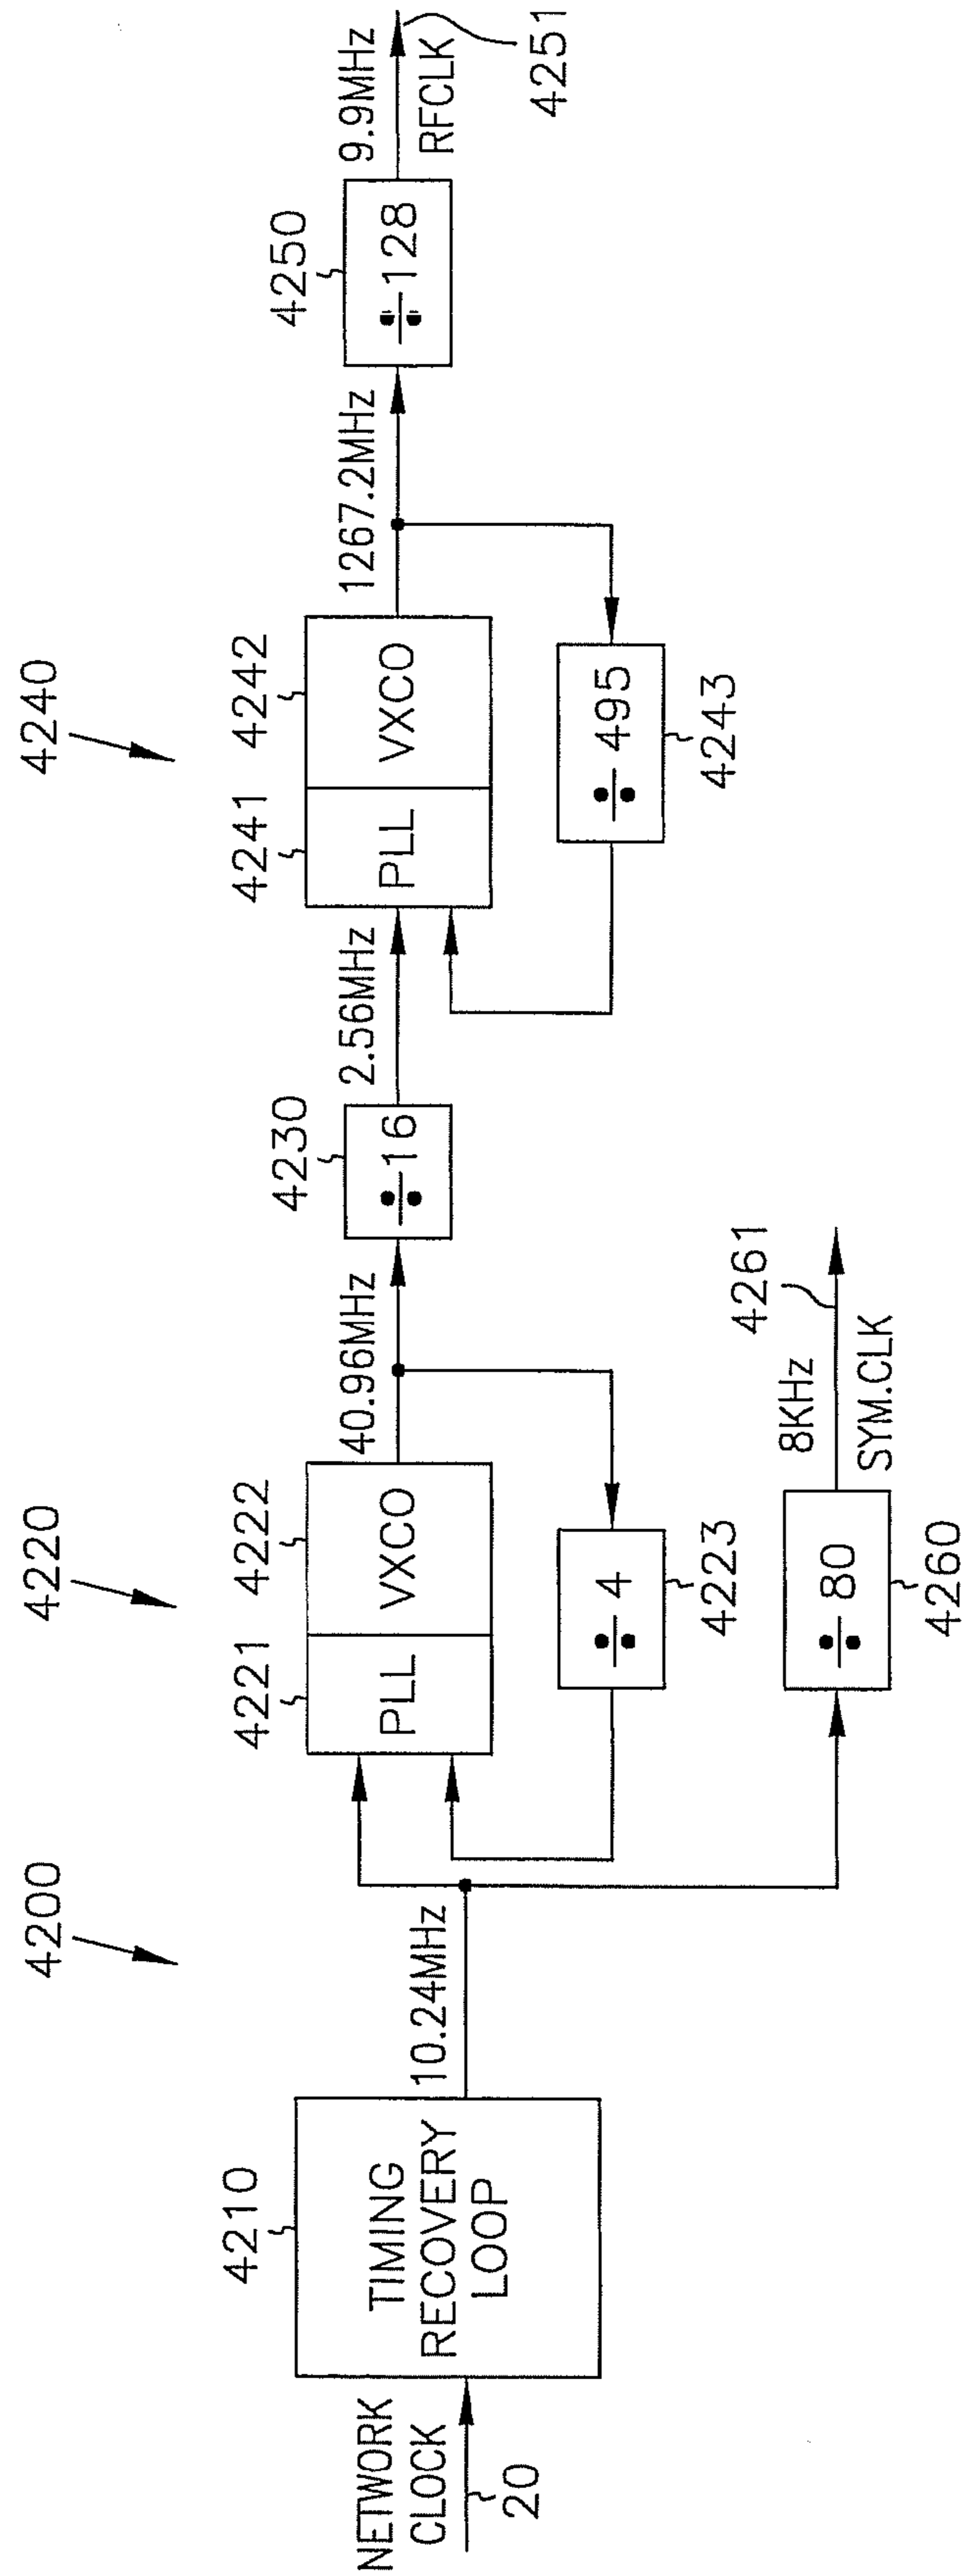 4200
4220
4240
NETWORK
CLOCK
20
4210
TIMING
RECOVERY
LOOP
10.24MHz
4221
4222
PLL
VXCO
÷ 4
4223
40.96MHz
÷ 80
4260
8KHz
SYM.CLK
4261
4230
÷ 16
2.56MHz
4241
4242
PLL
VXCO
÷ 495
4243
1267.2MHz
4250
÷ 128
9.9MHz
RFCLK
4251